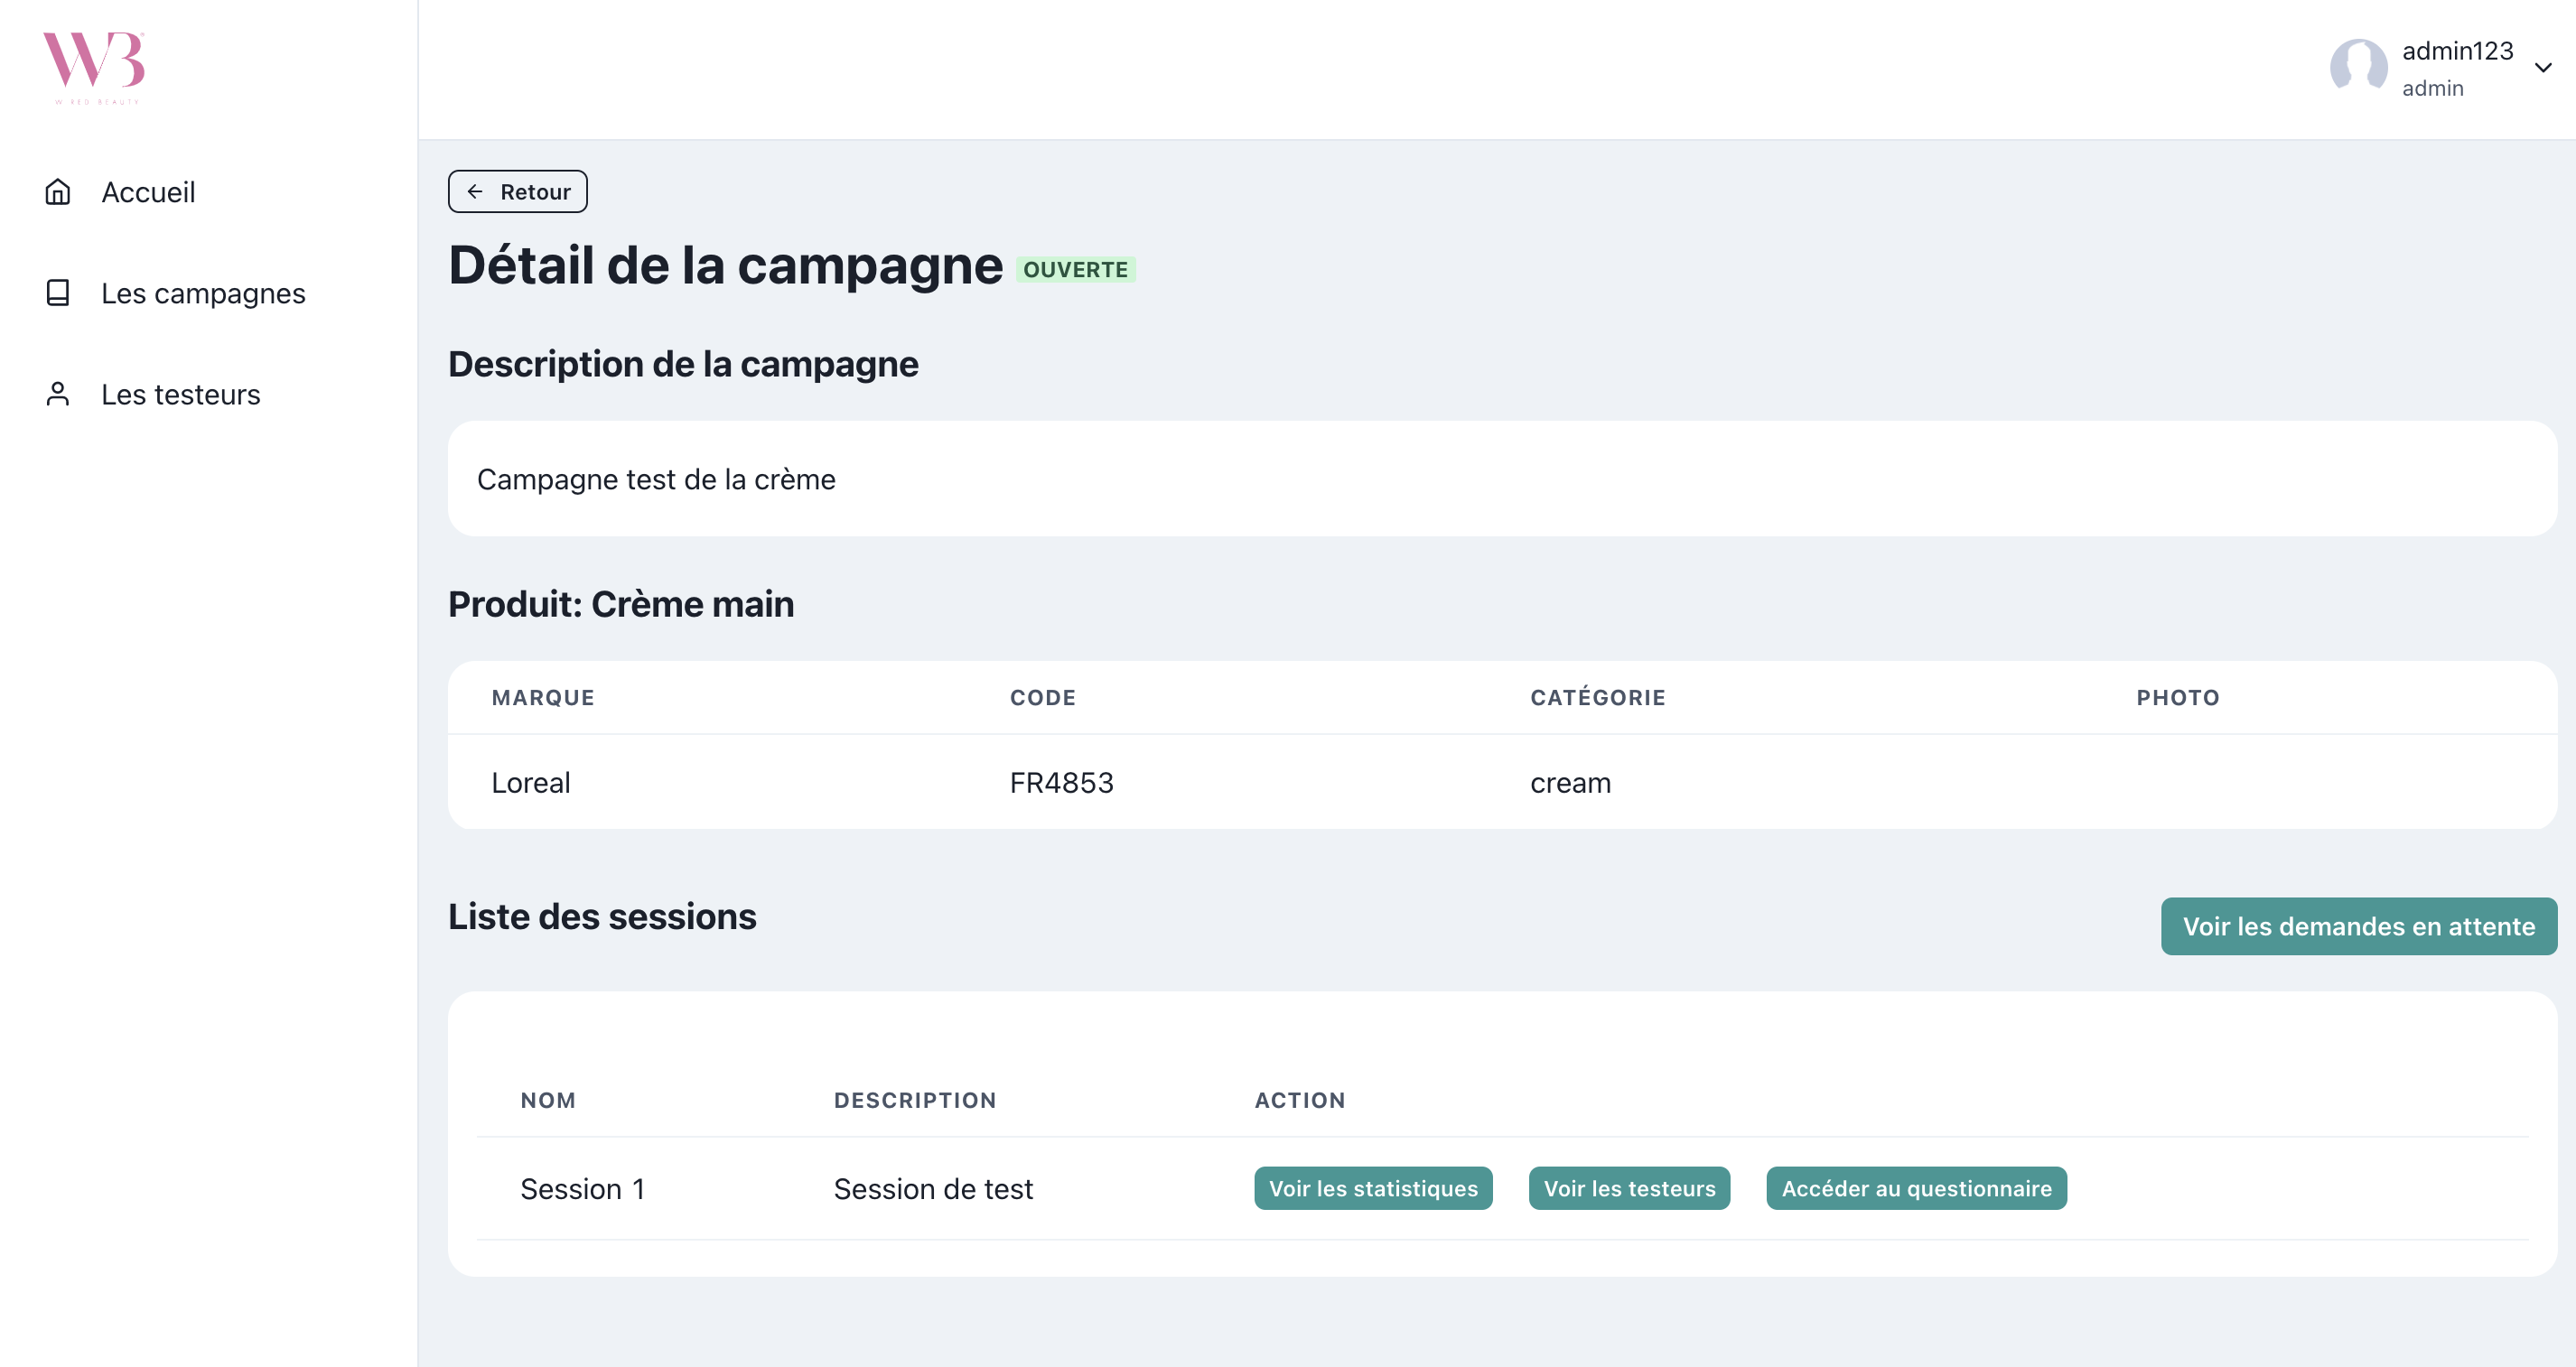 WB
WIRED BEAUTY
admin123
admin
Accueil
Les campagnes
Les testeurs
Retour
Détail de la campagne OUVERTE
Description de la campagne
Campagne test de la crème
Produit: Crème main
MARQUE CODE CATÉGORIE PHOTO
Loreal FR4853 cream
Liste des sessions
Voir les demandes en attente
NOM DESCRIPTION ACTION
Session 1 Session de test Voir les statistiques Voir les testeurs Accéder au questionnaire